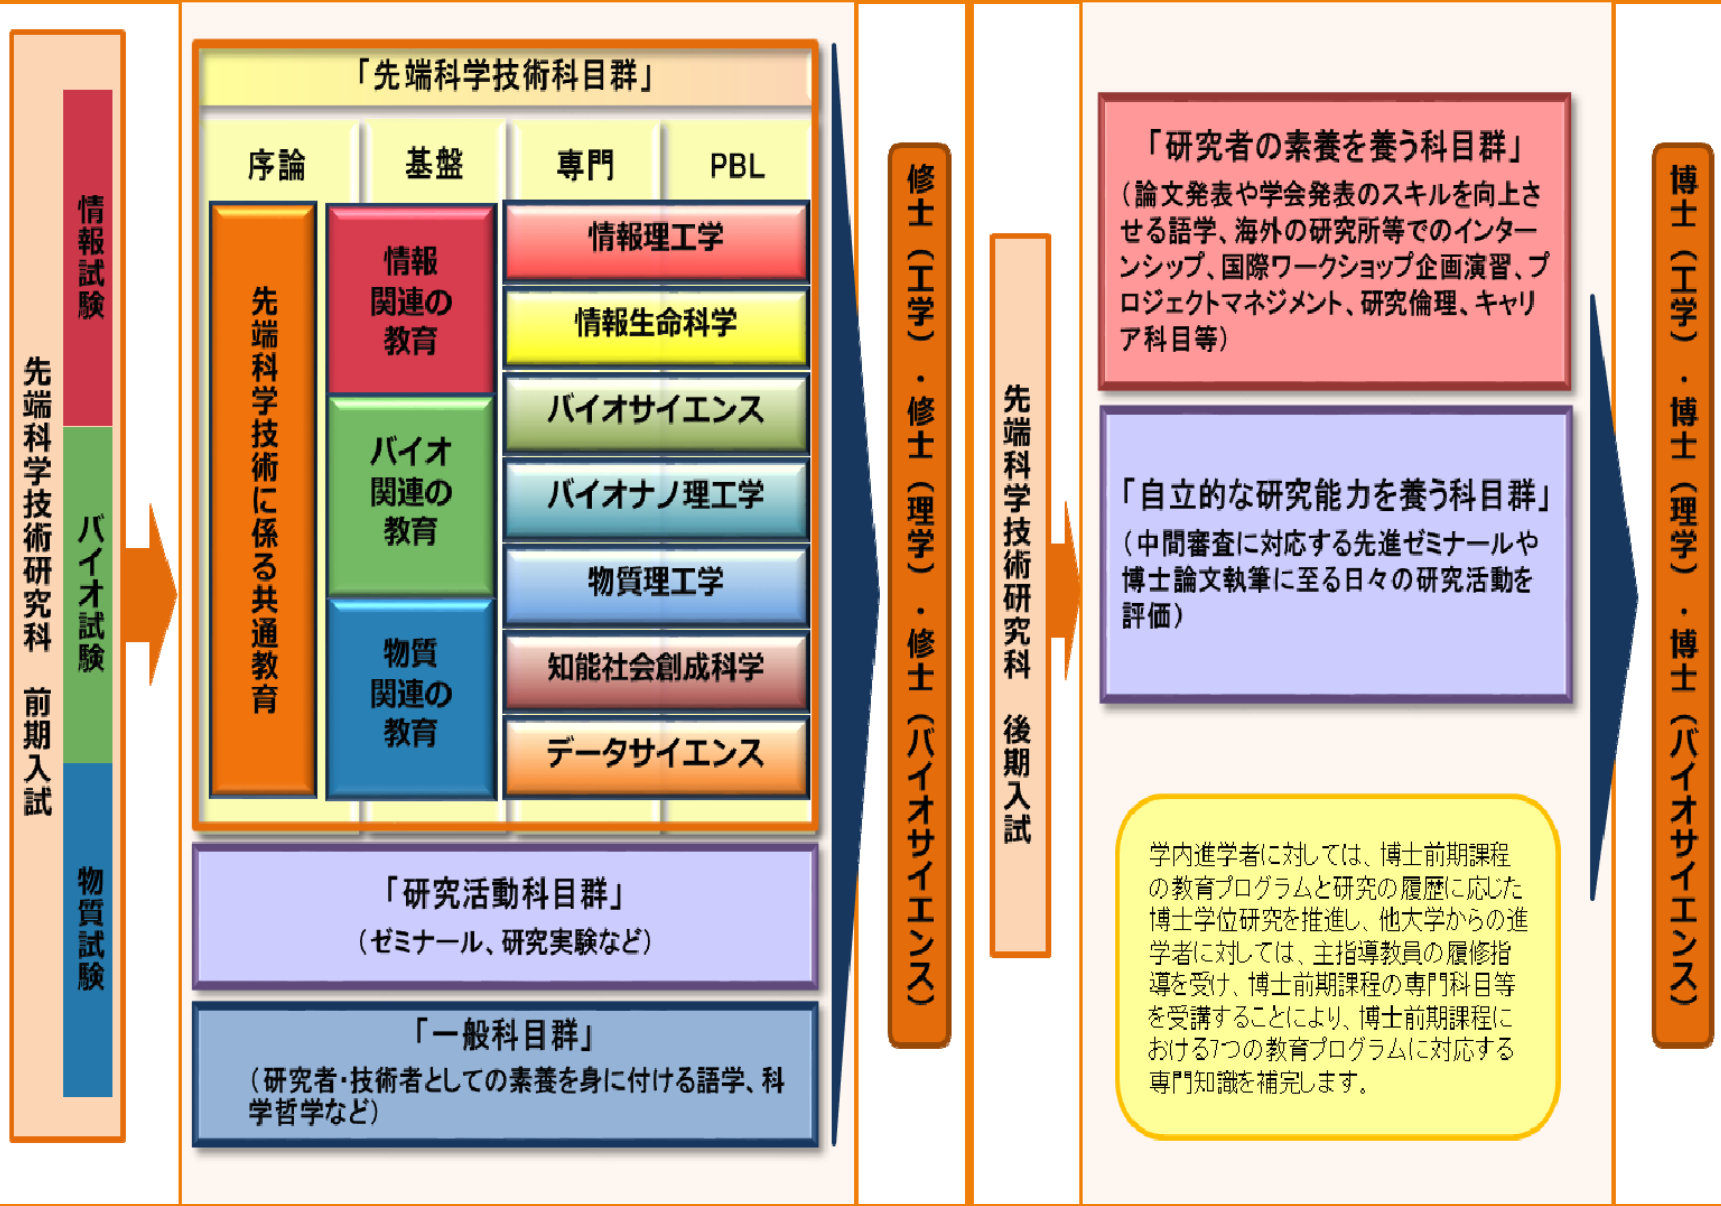 先端科学技術研究科　前期入試
情報試験
バイオ試験
物質試験
「先端科学技術科目群」
序論
基盤
専門
PBL
先端科学技術に係る共通教育
情報
関連の
教育
バイオ
関連の
教育
物質
関連の
教育
情報理工学
情報生命科学
バイオサイエンス
バイオナノ理工学
物質理工学
知能社会創成科学
データサイエンス
「研究活動科目群」
（ゼミナール、研究実験など）
「一般科目群」
（研究者・技術者としての素養を身に付ける語学、科
学哲学など）
修士（工学）・修士（理学）・修士（バイオサイエンス）
先端科学技術研究科　後期入試
「研究者の素養を養う科目群」
（論文発表や学会発表のスキルを向上さ
せる語学、海外の研究所等でのインター
ンシップ、国際ワークショップ企画演習、プ
ロジェクトマネジメント、研究倫理、キャリ
ア科目等）
「自立的な研究能力を養う科目群」
（中間審査に対応する先進ゼミナールや
博士論文執筆に至る日々の研究活動を
評価）
学内進学者に対しては、博士前期課程
の教育プログラムと研究の履歴に応じた
博士学位研究を推進し、他大学からの進
学者に対しては、主指導教員の履修指
導を受け、博士前期課程の専門科目等
を受講することにより、博士前期課程に
おける7つの教育プログラムに対応する
専門知識を補完します。
博士（工学）・博士（理学）・博士（バイオサイエンス）